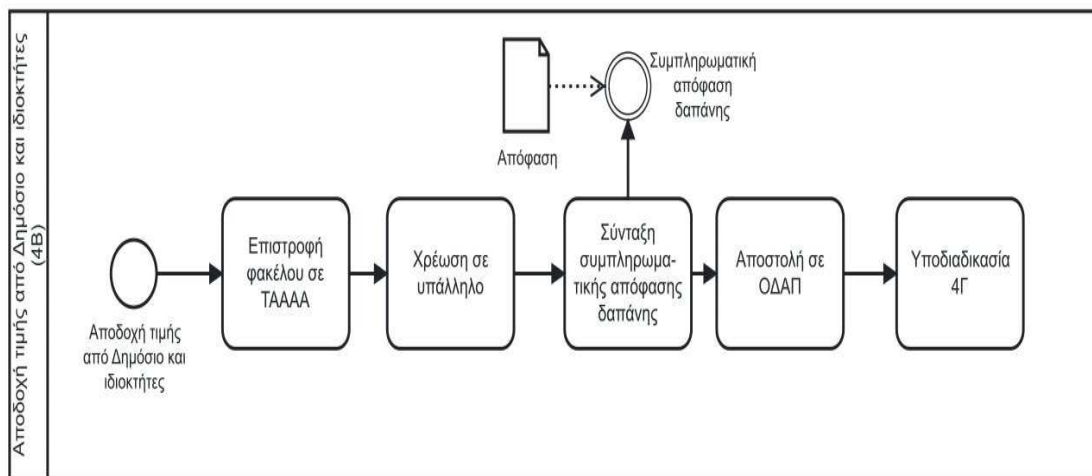 Αποδοχή τιμής από Δημόσιο και ιδιοκτήτες
(4Β)
Αποδοχή τιμής
από Δημόσιο και
ιδιοκτήτες
Επιστροφή
φακέλου σε
ΤΑΑΑΑ
Χρέωση σε
υπάλληλο
Απόφαση
Συμπληρωματική
απόφαση
δαπάνης
Σύνταξη
συμπληρωμα-
τικής απόφασης
δαπάνης
Αποστολή σε
ΟΔΑΠ
Υποδιαδικασία
4Γ